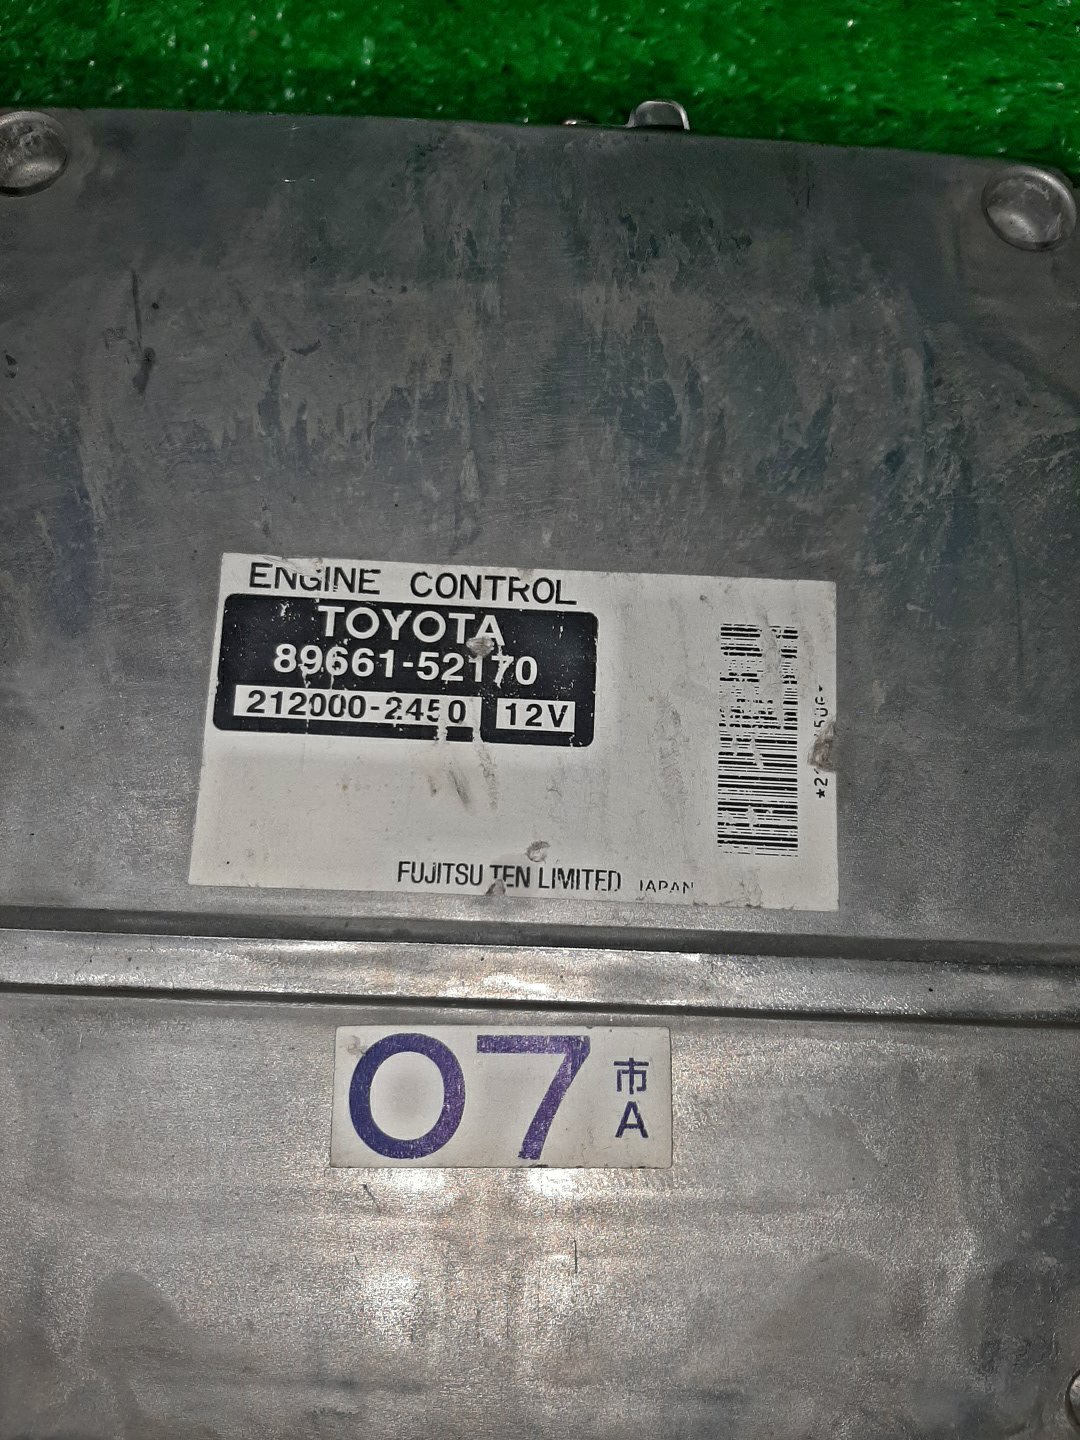 ENGINE CONTROL
TOYOTA
89661-52170
212000-2450 12V
FUJITSU TEN LIMITED JAPAN
07 市
A